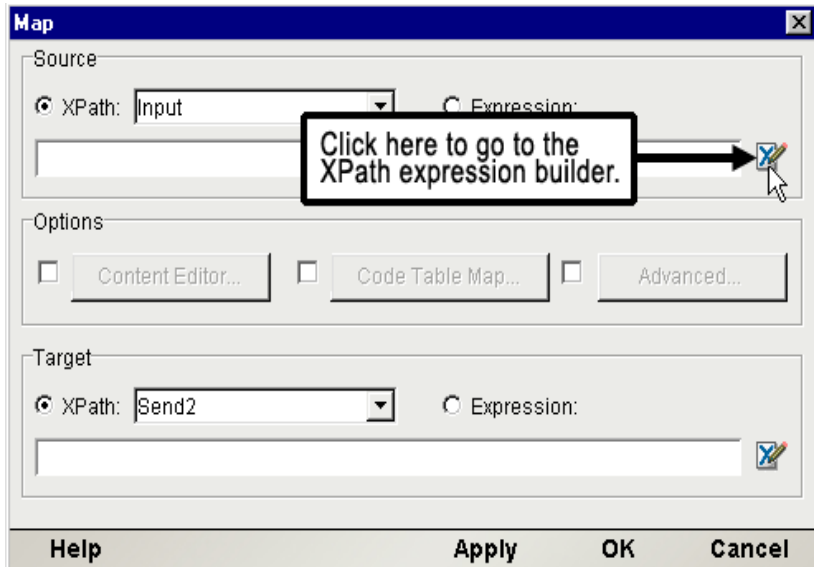 Map
Source
XPath: Input Expression:
Click here to go to the
XPath expression builder.
Options
Content Editor... Code Table Map... Advanced...
Target
XPath: Send2 Expression:
Help Apply OK Cancel